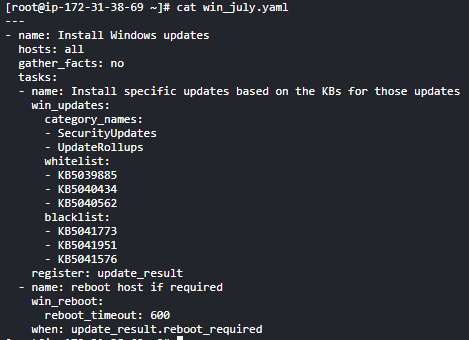 [root@ip-172-31-38-69 ~]# cat win_july.yaml
---
- name: Install Windows updates
  hosts: all
  gather_facts: no
  tasks:
  - name: Install specific updates based on the KBs for those updates
    win_updates:
      category_names:
      - SecurityUpdates
      - UpdateRollups
      whitelist:
      - KB5039885
      - KB5040434
      - KB5040562
      blacklist:
      - KB5041773
      - KB5041951
      - KB5041576
    register: update_result
  - name: reboot host if required
    win_reboot:
      reboot_timeout: 600
    when: update_result.reboot_required